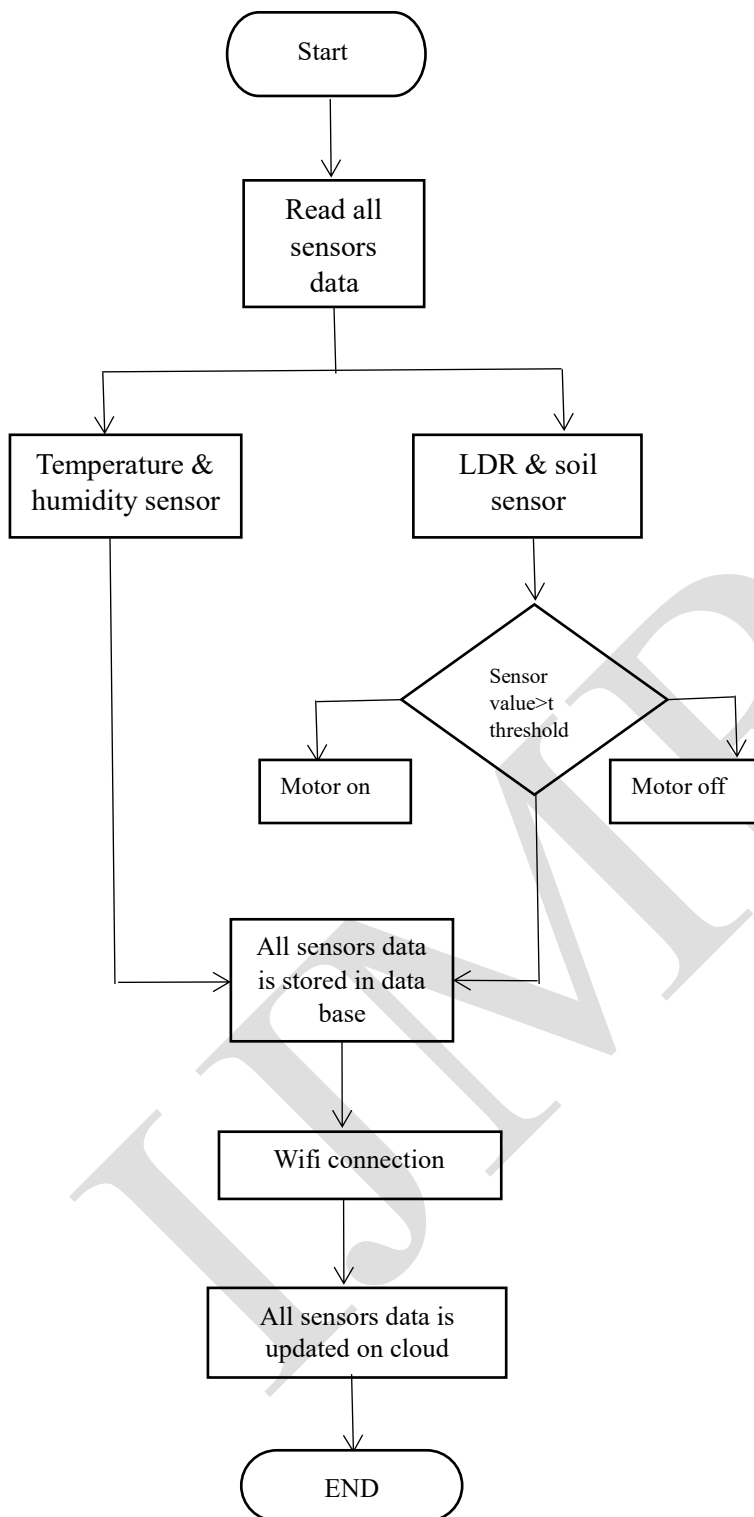 Start
Read all
sensors
data
Temperature &
humidity sensor
LDR & soil
sensor
Sensor
value>t
threshold
Motor on
Motor off
All sensors data
is stored in data
base
Wifi connection
All sensors data is
updated on cloud
END